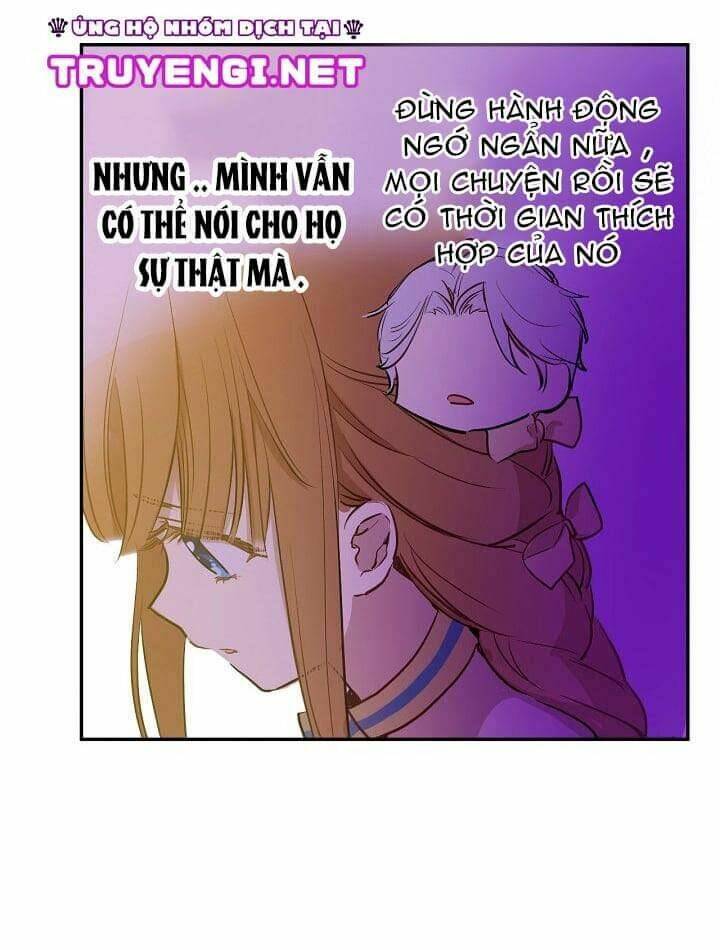 ỦNG HỘ NHÓM DỊCH TẠI
TRUYENGI.NET
NHƯNG .. MÌNH VẪN
CÓ THỂ NÓI CHO HỌ
SỰ THẬT MÀ .
ĐỪNG HÀNH ĐỘNG
NGỚ NGẨN NỮA ,
MỌI CHUYỆN RỒI SẼ
CÓ THỜI GIAN THÍCH
HỢP CỦA NÓ